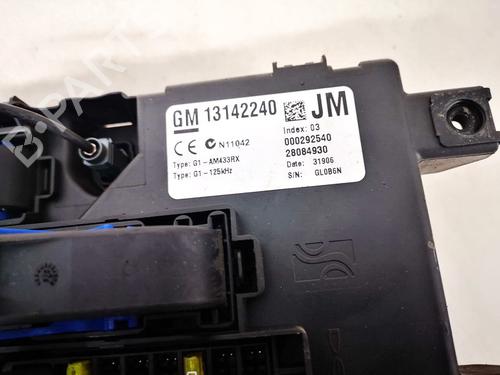 GM 13142240 JM
Index: 03
N11042
000292540
28084930
Type: G1-AM433RX
Date: 31906
Type: G1-125kHz
S/N: GL0B6N